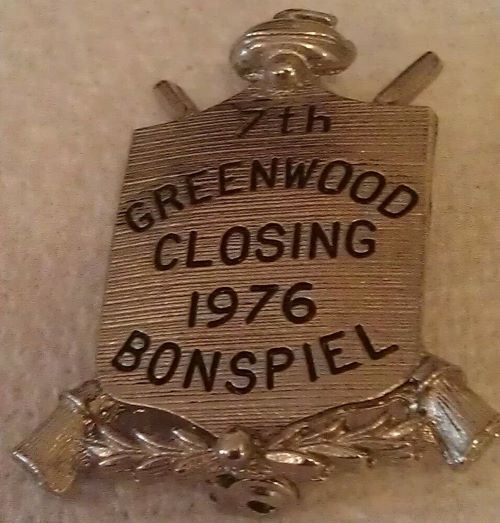 7th
GREENWOOD
CLOSING
1976
BONSPIEL